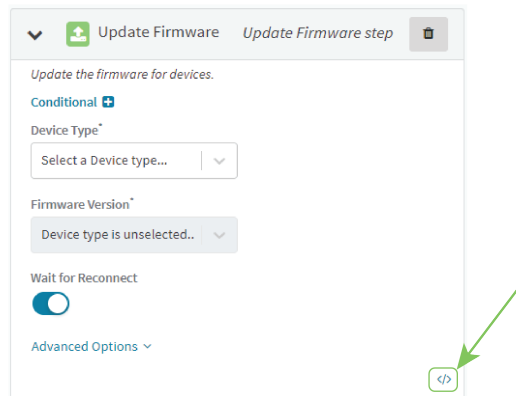 Update Firmware Update Firmware step
Update the firmware for devices.
Conditional
Device Type*
Select a Device type...
Firmware Version*
Device type is unselected..
Wait for Reconnect
Advanced Options
</>